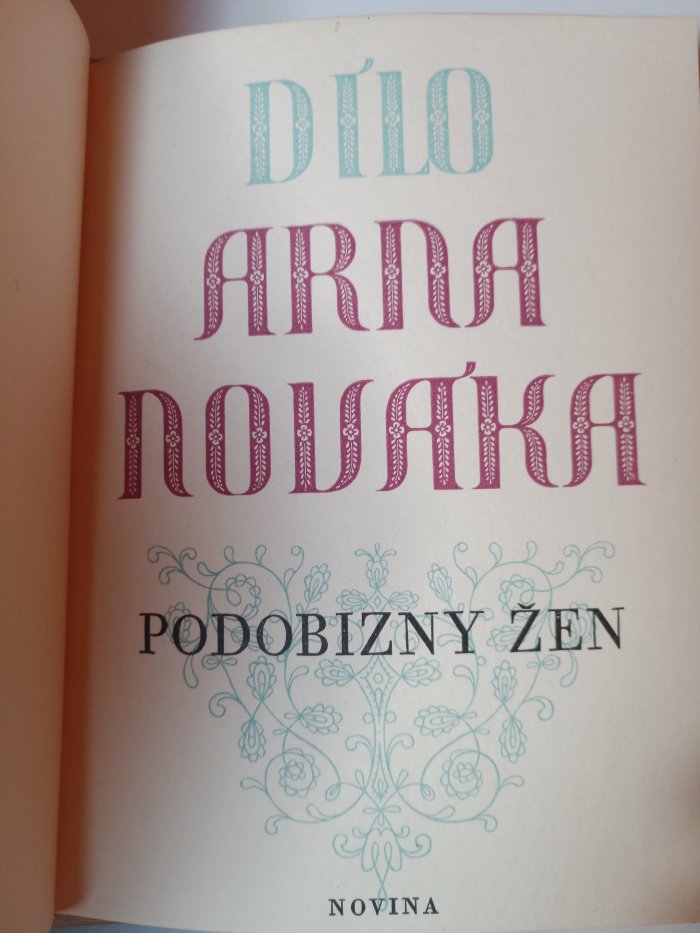 DÍLO
ARNA
NOVÁKA
PODOBIZNY ŽEN
NOVINA